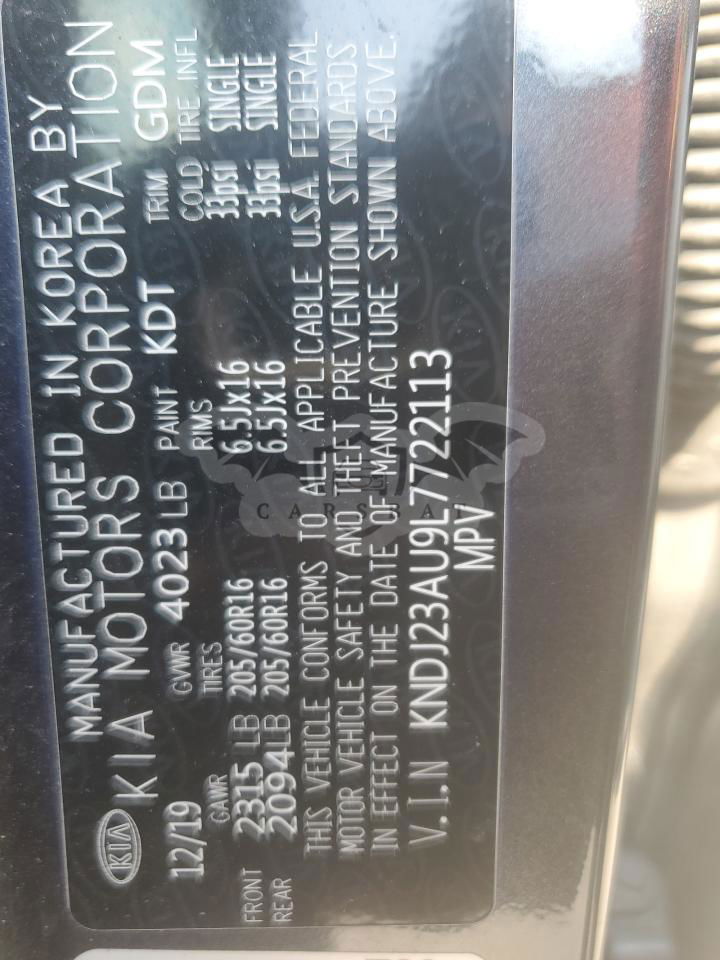 MANUFACTURED IN KOREA BY
KIA KIA MOTORS CORPORATION
12/19 GVWR 4023 LB PAINT KDT TRIM GDM
GAWR TIRES RIMS COLD TIRE INFL
FRONT 2315 LB 205/60R16 6.5Jx16 33psi SINGLE
REAR 2094 LB 205/60R16 6.5Jx16 33psi SINGLE
THIS VEHICLE CONFORMS TO ALL APPLICABLE U.S.A. FEDERAL
MOTOR VEHICLE SAFETY AND THEFT PREVENTION STANDARDS
IN EFFECT ON THE DATE OF MANUFACTURE SHOWN ABOVE.
V.I.N KNDJ23AU9L7722113
MPV
CARSBAT